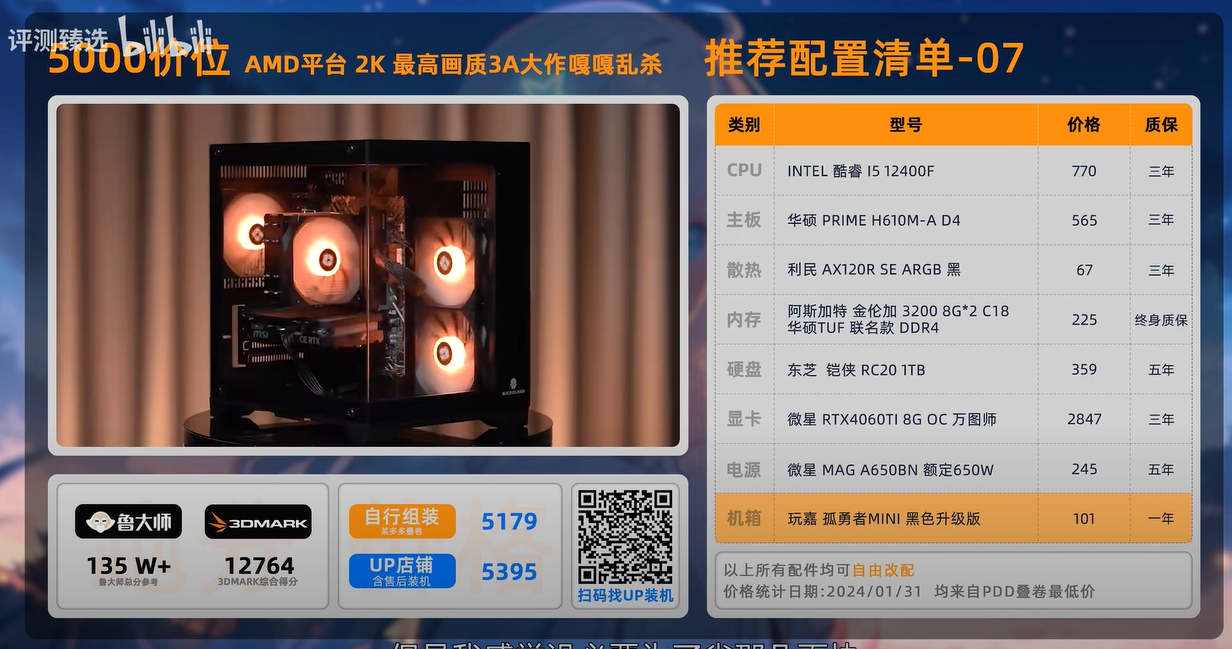 评测臻选 bilibili
5000价位 AMD平台 2K 最高画质3A大作嘎嘎乱杀
推荐配置清单-07
类别 型号 价格 质保
CPU INTEL 酷睿 I5 12400F 770 三年
主板 华硕 PRIME H610M-A D4 565 三年
散热 利民 AX120R SE ARGB 黑 67 三年
内存 阿斯加特 金伦加 3200 8G*2 C18 225 终身质保
华硕TUF 联名款 DDR4
硬盘 东芝 铠侠 RC20 1TB 359 五年
显卡 微星 RTX4060TI 8G OC 万图师 2847 三年
电源 微星 MAG A650BN 额定650W 245 五年
机箱 玩嘉 孤勇者MINI 黑色升级版 101 一年
以上所有配件均可自由改配
价格统计日期:2024/01/31 均来自PDD叠卷最低价
鲁大师
135 W+
鲁大师总分参考
3DMARK
12764
3DMARK综合得分
自行组装
某多多叠卷
5179
UP店铺
含售后装机
5395
扫码找UP装机